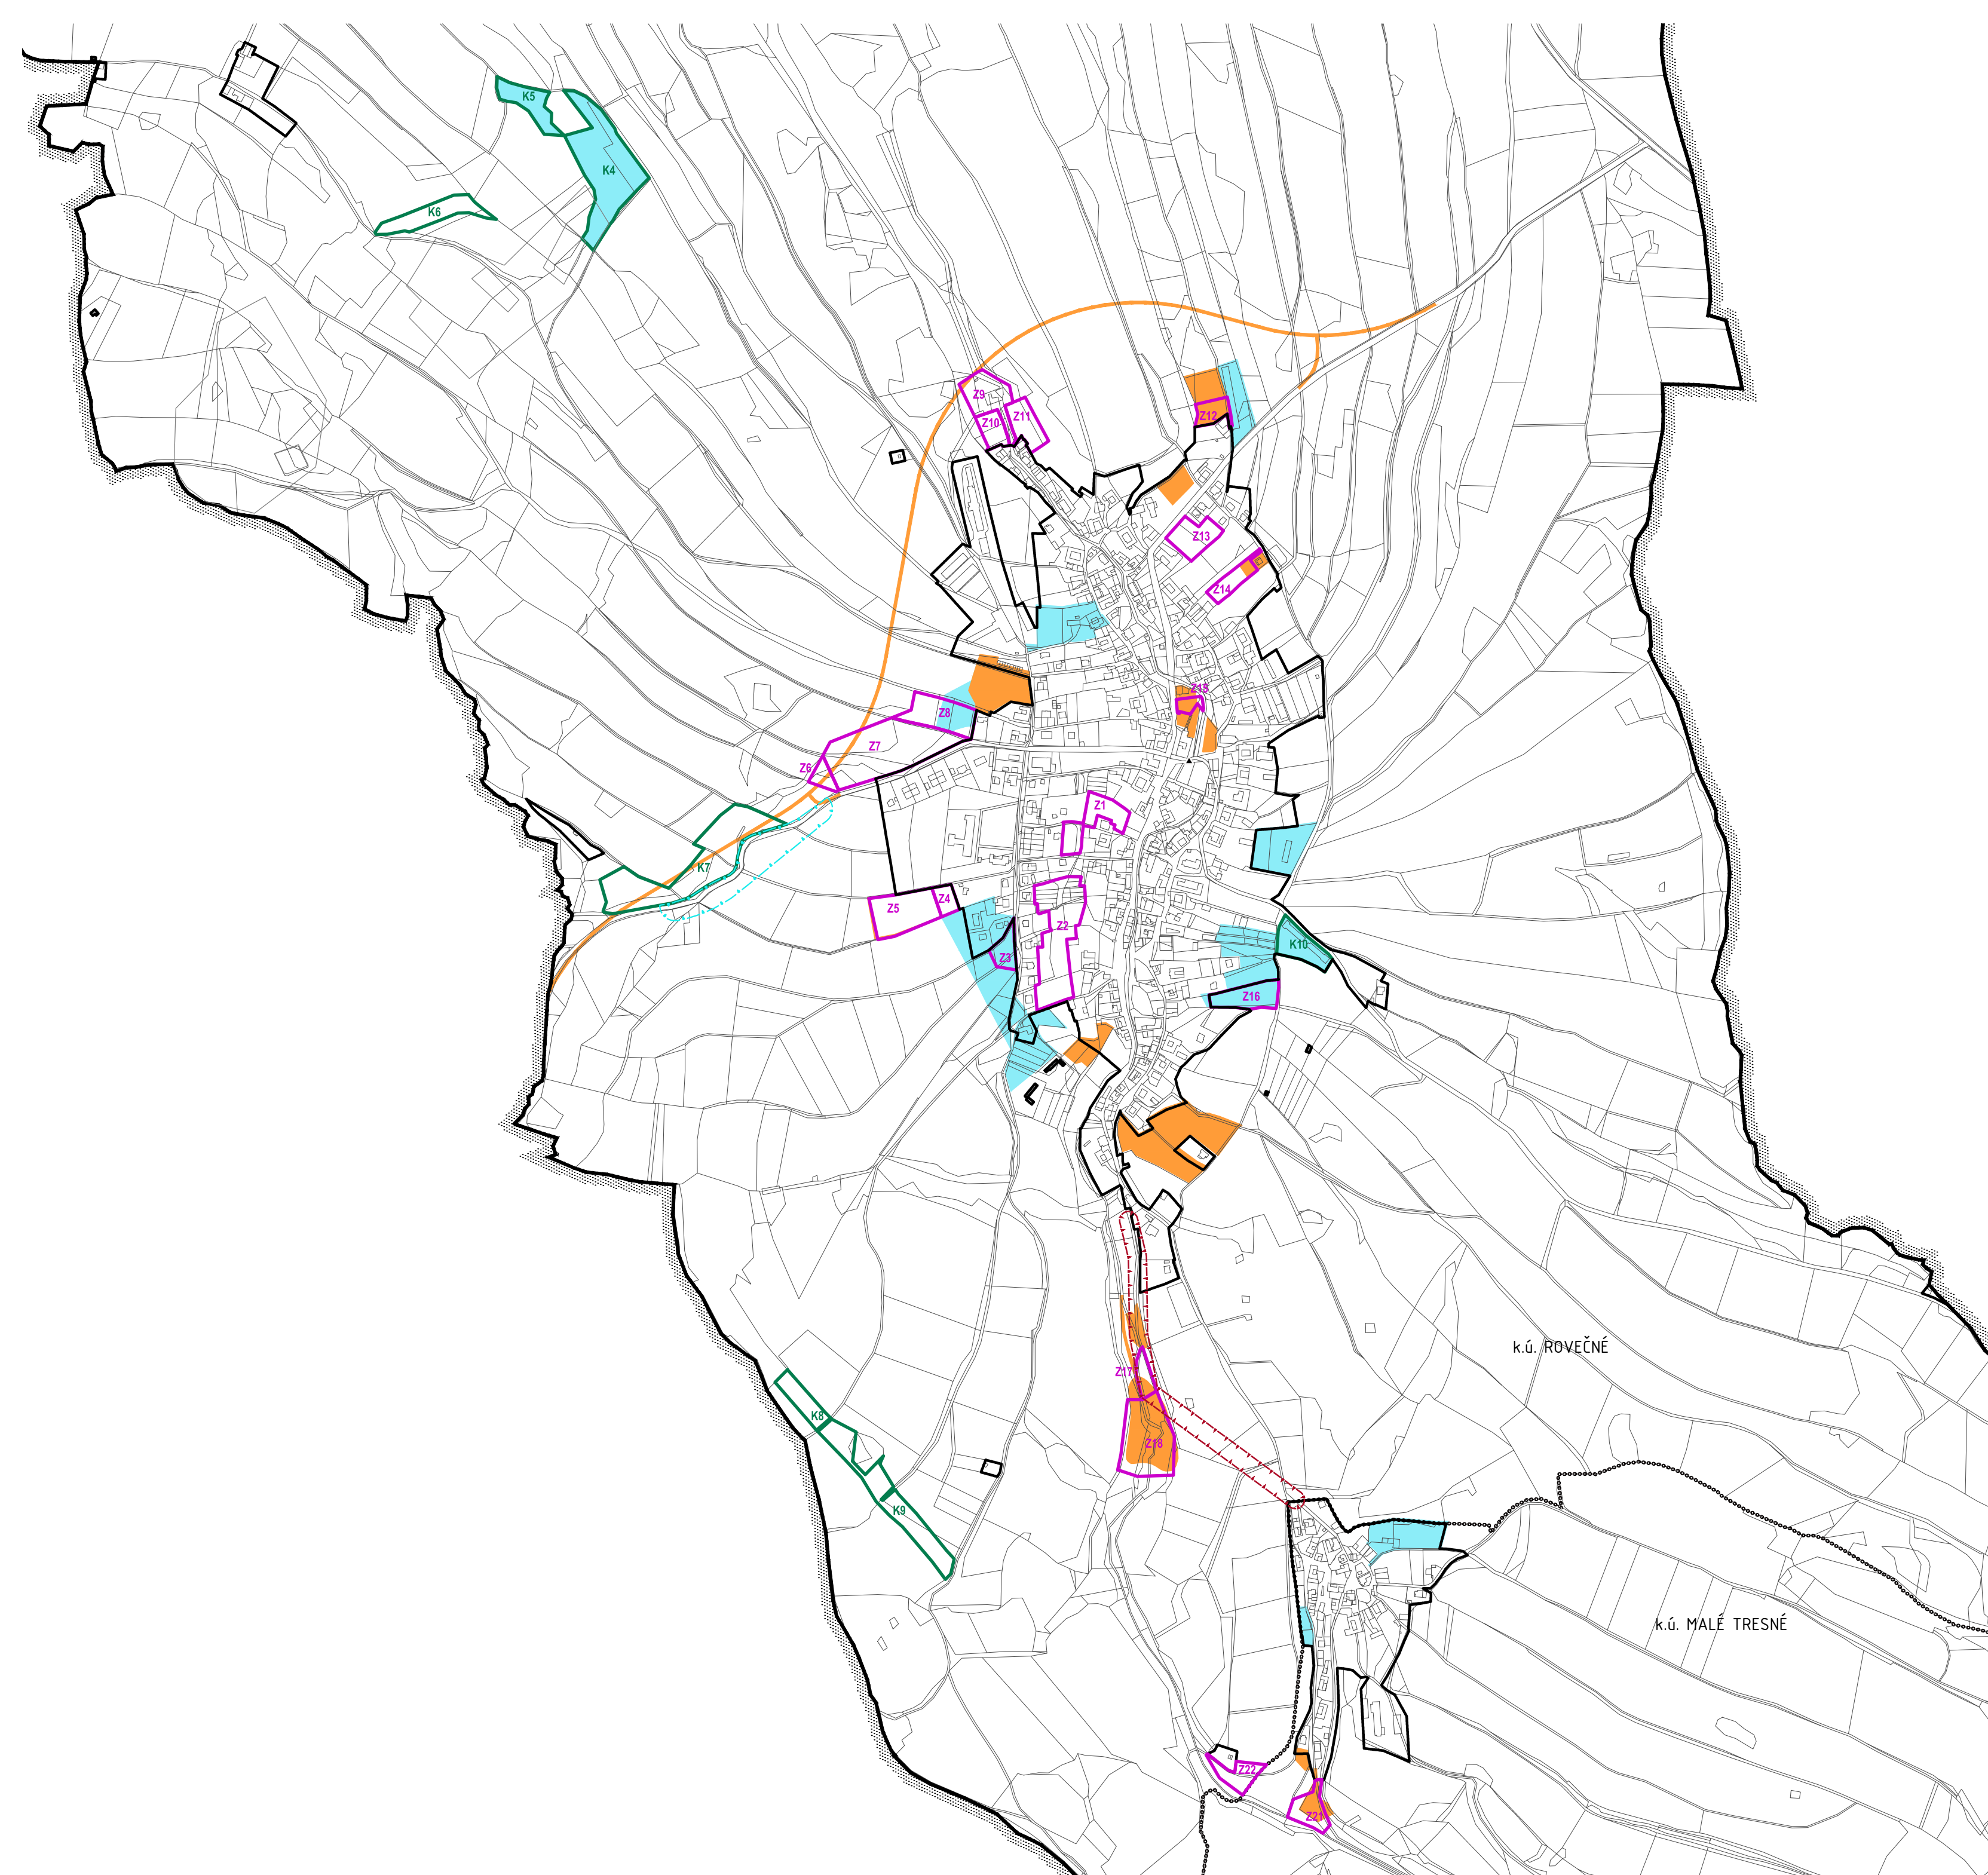 K5
K4
K6
Z9
Z10
Z11
Z12
Z13
Z14
Z15
Z8
Z7
Z6
Z1
K7
Z4
Z5
Z2
Z3
K10
Z16
k.ú. ROVEČNÉ
Z17
K8
Z18
K9
k.ú. MALÉ TRESNÉ
Z22
Z21